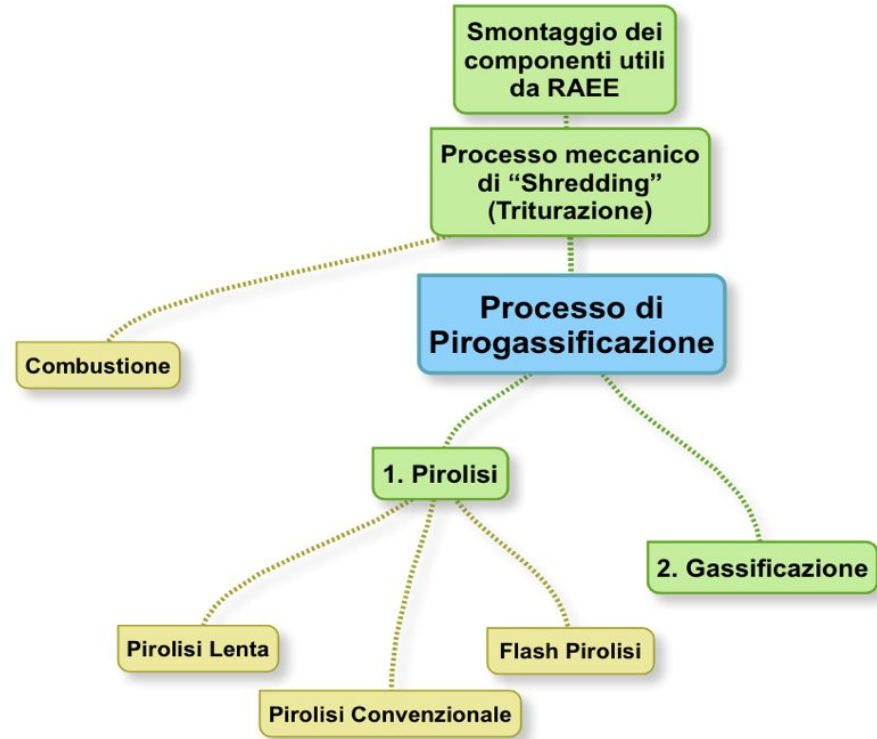 Smontaggio dei
componenti utili
da RAEE
Processo meccanico
di “Shredding”
(Triturazione)
Processo di
Pirogassificazione
Combustione
1. Pirolisi
2. Gassificazione
Pirolisi Lenta
Flash Pirolisi
Pirolisi Convenzionale